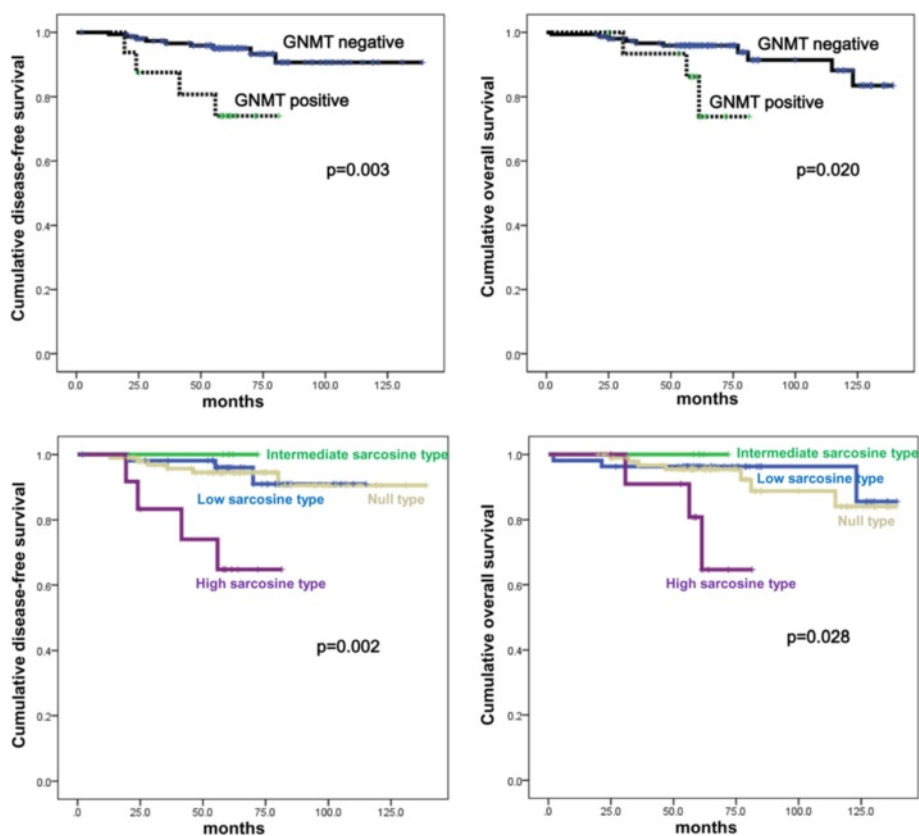 Cumulative disease-free survival
1.0
0.8
0.6
0.4
0.2
0.0
GNMT negative
GNMT positive
p=0.003
0.0 25.0 50.0 75.0 100.0 125.0
months
Cumulative overall survival
1.0
0.8
0.6
0.4
0.2
0.0
GNMT negative
GNMT positive
p=0.020
0.0 25.0 50.0 75.0 100.0 125.0
months
Cumulative disease-free survival
1.0
0.8
0.6
0.4
0.2
0.0
Intermediate sarcosine type
Low sarcosine type
Null type
High sarcosine type
p=0.002
.0 25.0 50.0 75.0 100.0 125.0
months
Cumulative overall survival
1.0
0.8
0.6
0.4
0.2
0.0
Intermediate sarcosine type
Low sarcosine type
Null type
High sarcosine type
p=0.028
.0 25.0 50.0 75.0 100.0 125.0
months